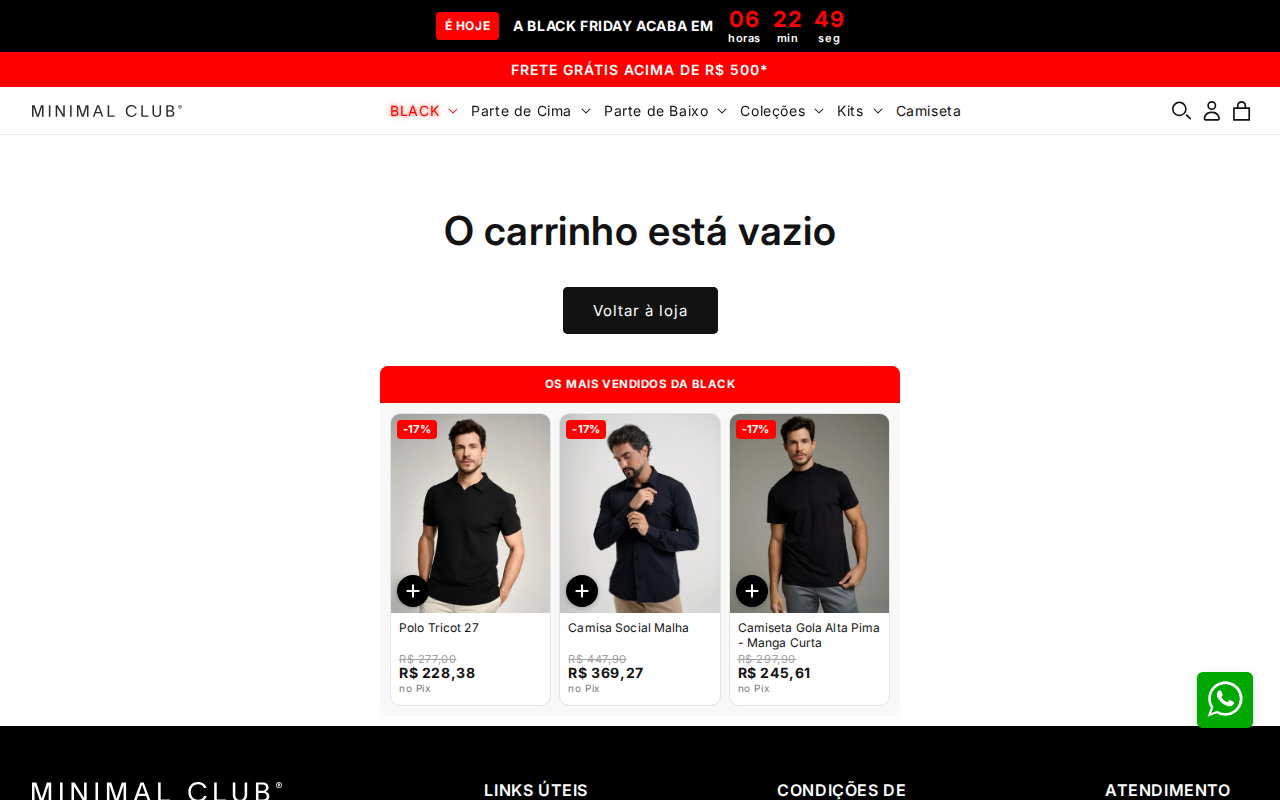 É HOJE A BLACK FRIDAY ACABA EM 06 22 49
horas min seg
FRETE GRÁTIS ACIMA DE R$ 500*
MINIMAL CLUB® BLACK Parte de Cima Parte de Baixo Coleções Kits Camiseta
O carrinho está vazio
Voltar à loja
OS MAIS VENDIDOS DA BLACK
-17% -17% -17%
Polo Tricot 27
R$ 277,00
R$ 228,38
no Pix
Camisa Social Malha
R$ 447,90
R$ 369,27
no Pix
Camiseta Gola Alta Pima
- Manga Curta
R$ 297,90
R$ 245,61
no Pix
MINIMAL CLUB® LINKS ÚTEIS CONDIÇÕES DE ATENDIMENTO